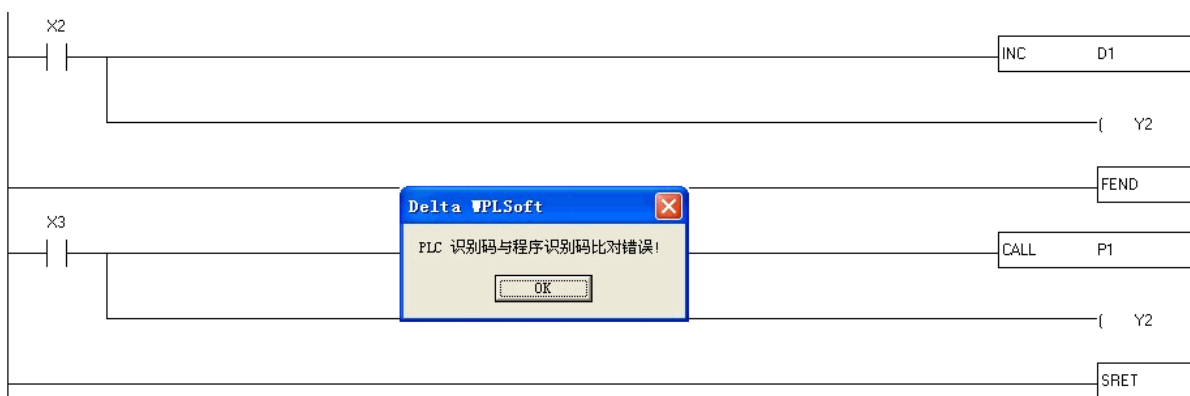 X2
INC D1
( Y2
FEND
Delta WPLSoft
PLC 识别码与程序识别码比对错误!
OK
X3
CALL P1
( Y2
SRET